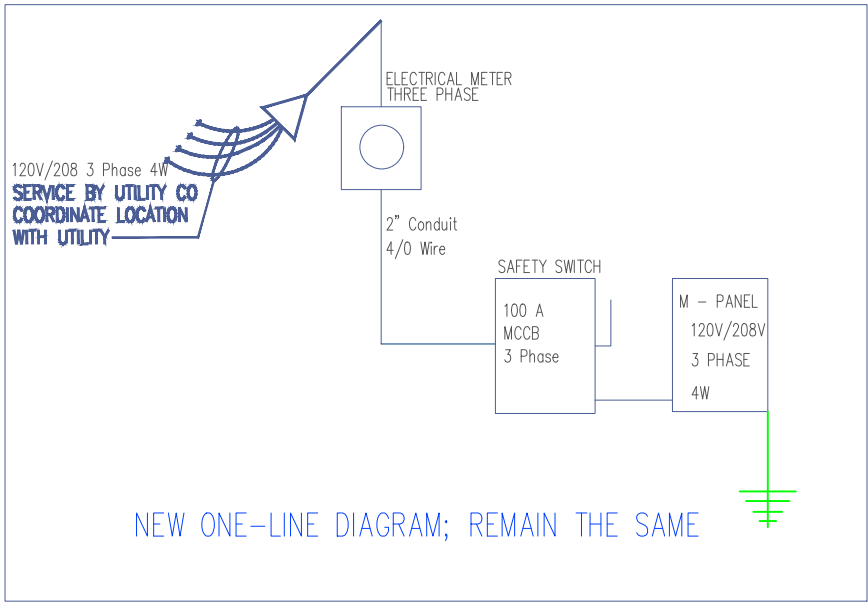 ELECTRICAL METER
THREE PHASE
120V/208 3 Phase 4W
SERVICE BY UTILITY CO
COORDINATE LOCATION
WITH UTILITY
2" Conduit
4/0 Wire
SAFETY SWITCH
100 A
MCCB
3 Phase
M - PANEL
120V/208V
3 PHASE
4W
NEW ONE-LINE DIAGRAM; REMAIN THE SAME